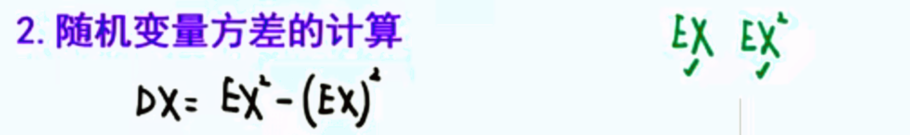 2. 随机变量方差的计算
EX EX²
DX= EX²-(EX)²